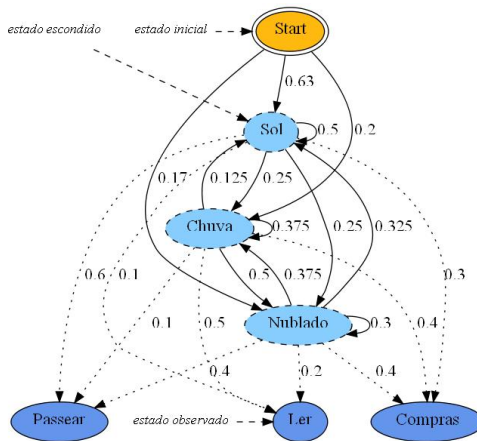 estado escondido
estado inicial
Start
0.63
Sol
0.5
0.2
0.17
0.125
0.25
Chuva
0.375
0.25
0.325
0.6
0.1
0.5
0.375
0.3
Nublado
0.3
0.1
0.5
0.4
0.4
0.2
0.4
Passear
estado observado
Ler
Compras